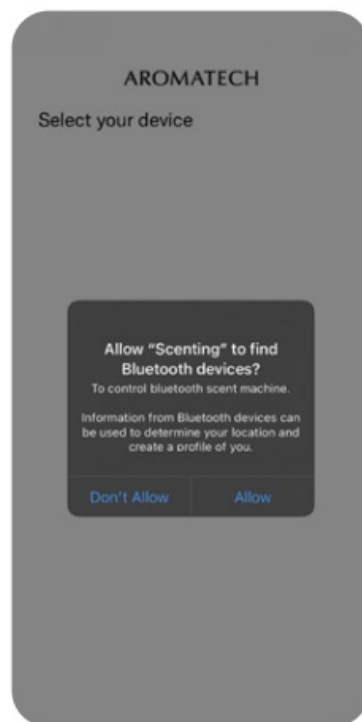 AROMATECH
Select your device
Allow “Scenting” to find
Bluetooth devices?
To control bluetooth scent machine.
Information from Bluetooth devices can
be used to determine your location and
create a profile of you.
Don't Allow
Allow